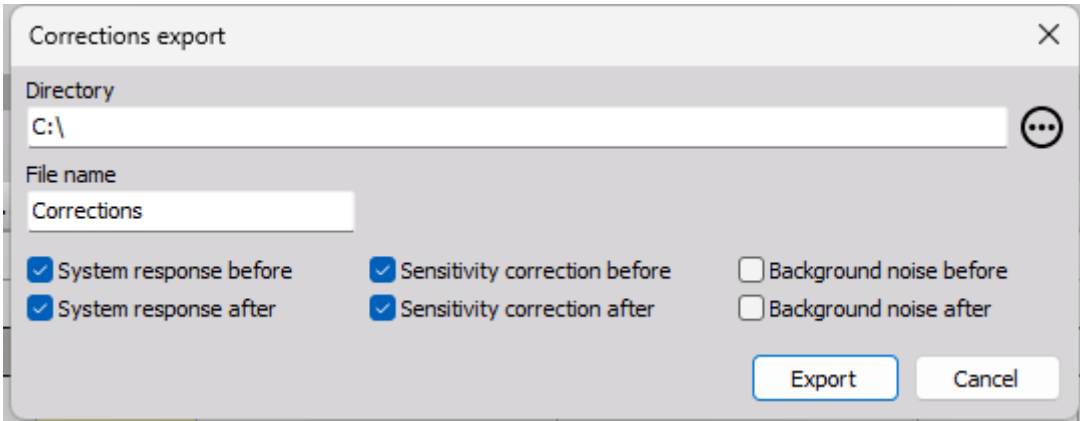 Corrections export
Directory
C:\
File name
Corrections
System response before Sensitivity correction before Background noise before
System response after Sensitivity correction after Background noise after
Export Cancel